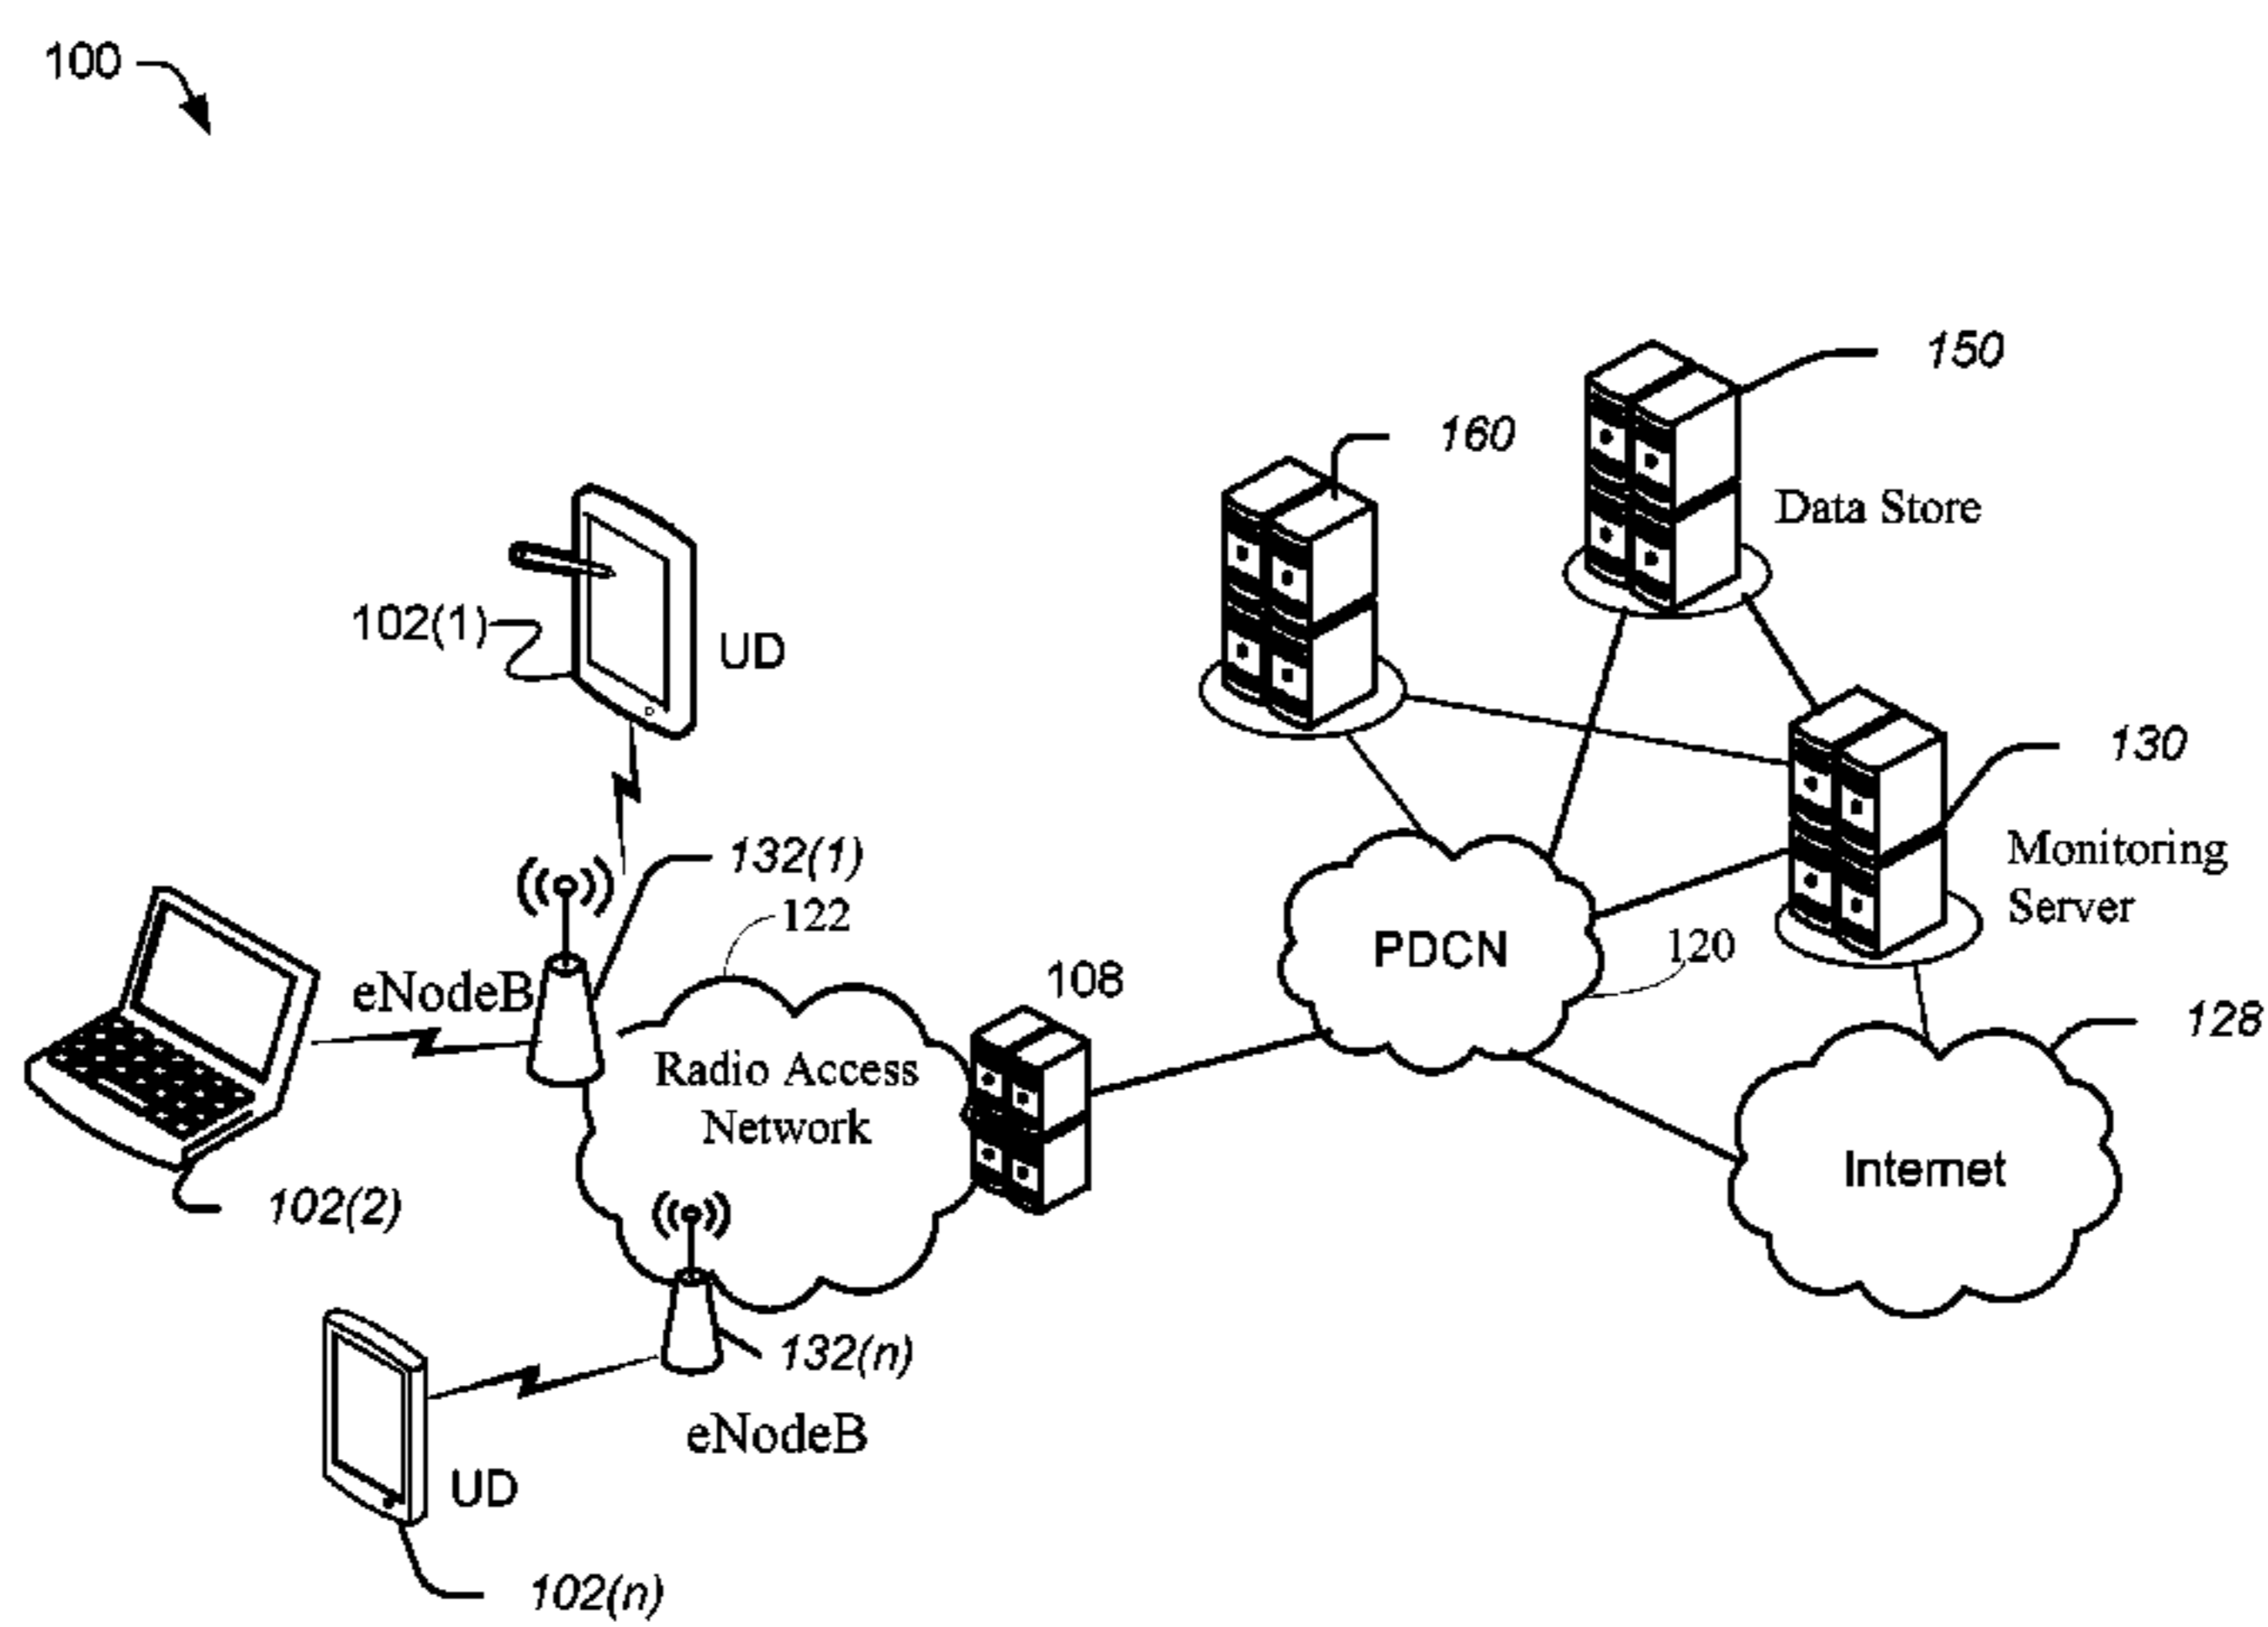 100
150
160
Data Store
102(1)
UD
130
132(1)
Monitoring
Server
122
PDCN
120
eNodeB
108
128
Radio Access
Network
Internet
102(2)
132(n)
eNodeB
UD
102(n)